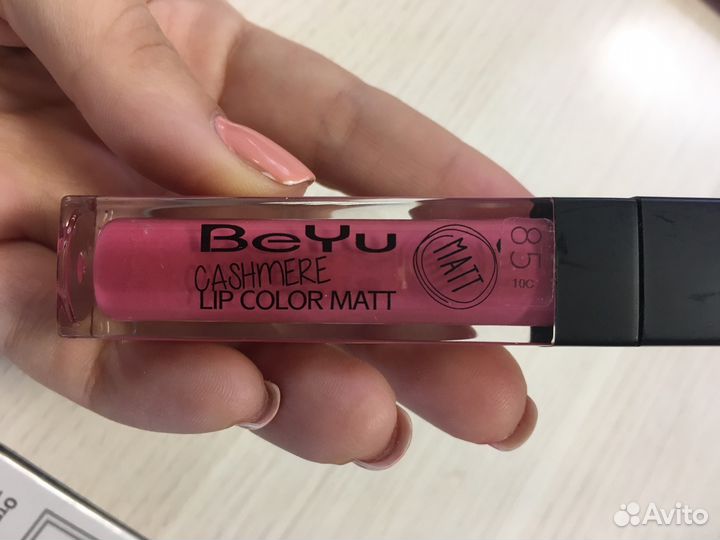 BeYu
CASHMERE
LIP COLOR MATT
MATT
85
10C
Avito